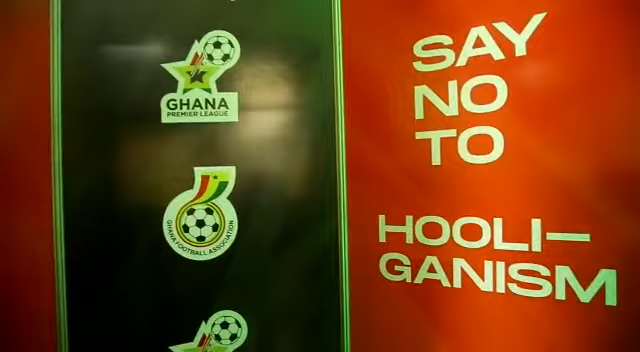 GHANA
PREMIER LEAGUE
GHANA FOOTBALL ASSOCIATION
SAY
NO
TO
HOOLI—
GANISM